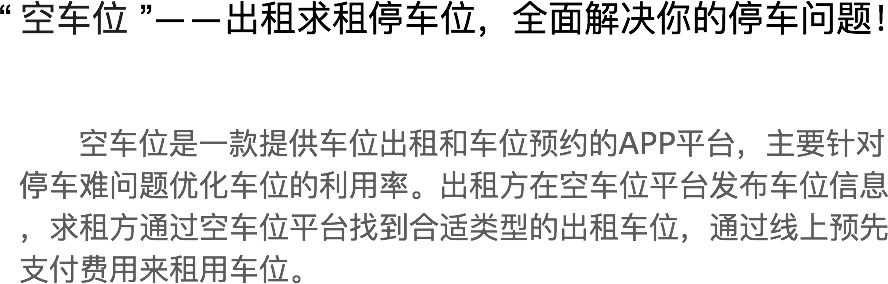 “ 空车位 ”——出租求租停车位，全面解决你的停车问题！
空车位是一款提供车位出租和车位预约的APP平台，主要针对
停车难问题优化车位的利用率。出租方在空车位平台发布车位信息
，求租方通过空车位平台找到合适类型的出租车位，通过线上预先
支付费用来租用车位。